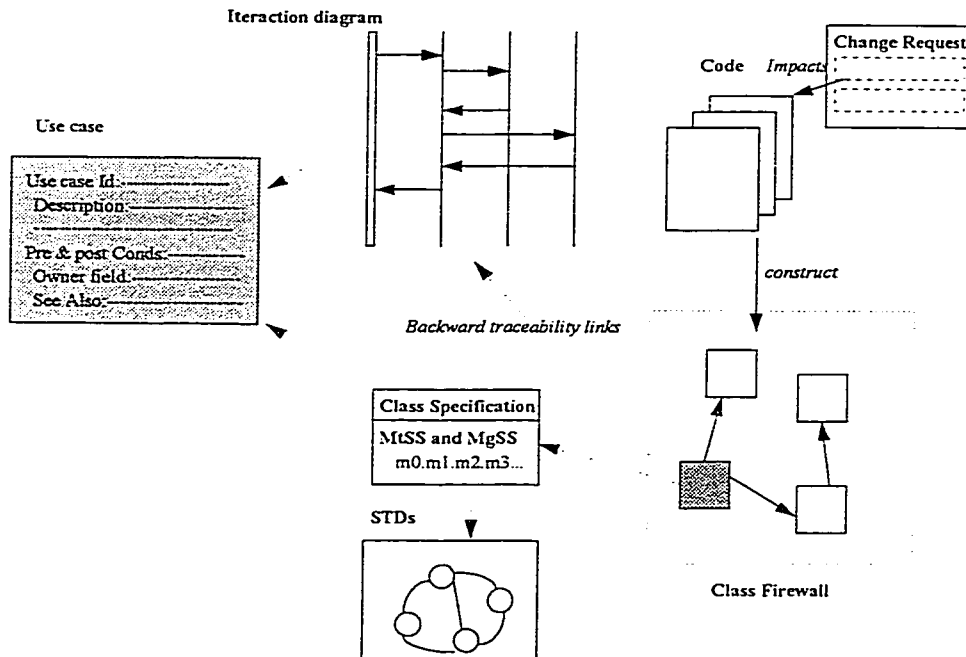 Iteraction diagram
Change Request
Code
Impacts
Use case
Use case Id:
Description:
Pre & post Conds:
Owner field:
See Also:
construct
Backward traceability links
Class Specification
MtSS and MgSS
m0.m1.m2.m3...
STDs
Class Firewall